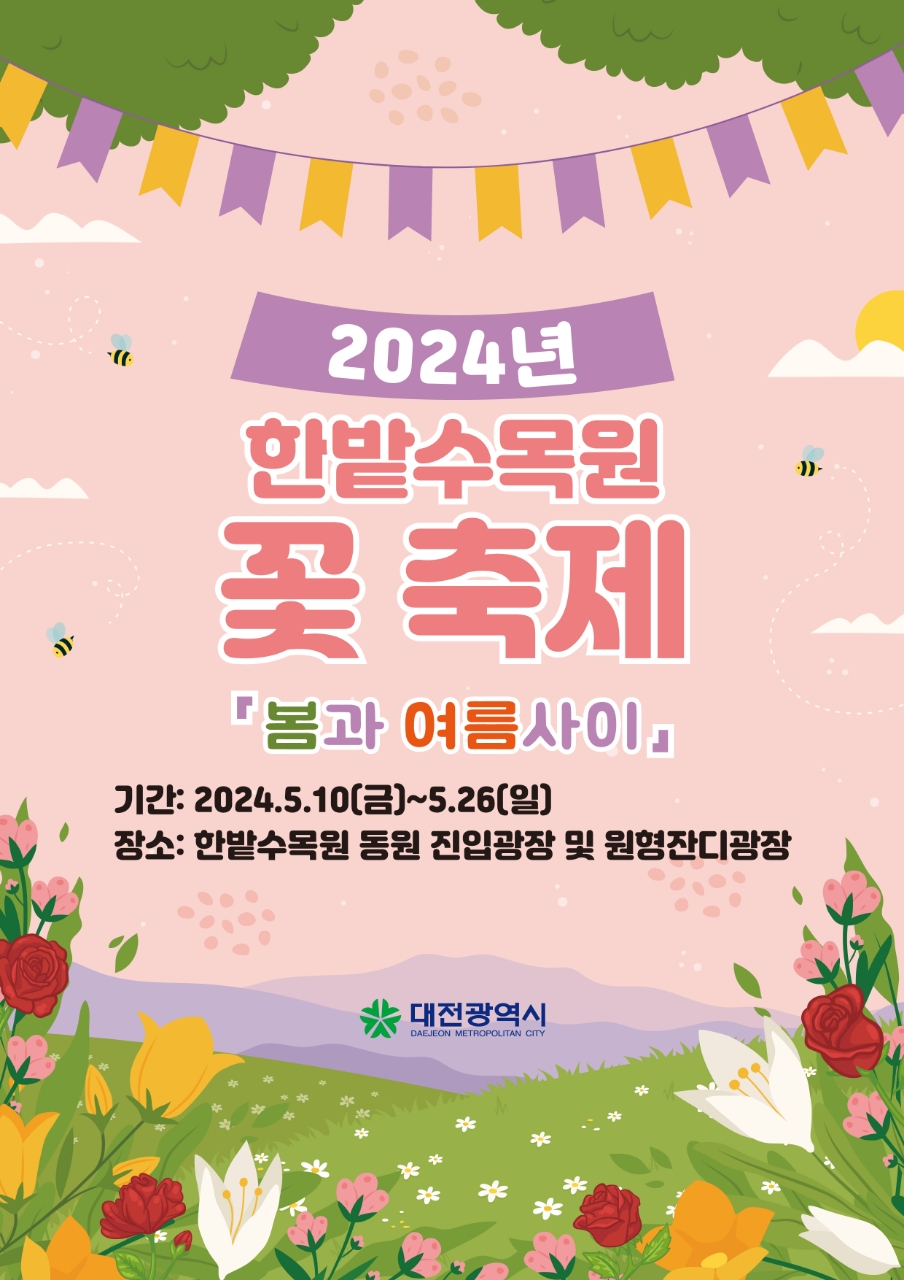 2024년
한밭수목원
꽃 축제
「봄과 여름사이」
기간: 2024.5.10(금)~5.26(일)
장소: 한밭수목원 동원 진입광장 및 원형잔디광장
대전광역시
DAEJEON METROPOLITAN CITY